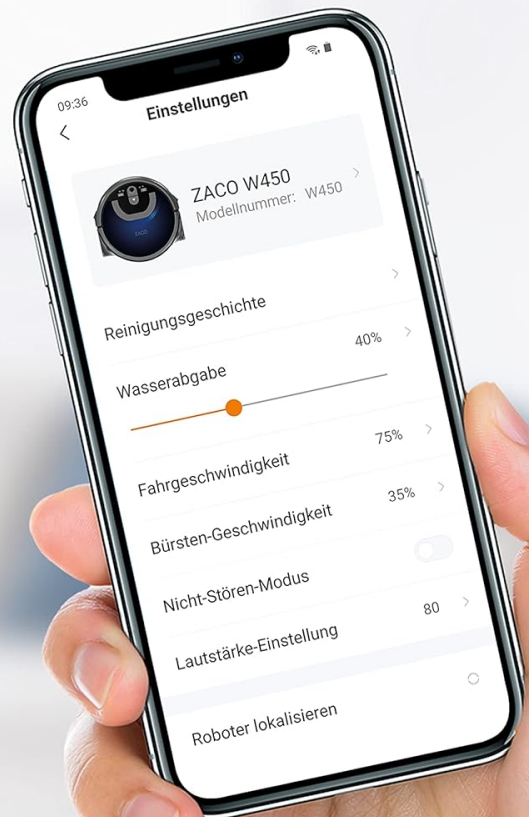 09:36
Einstellungen
ZACO W450
Modellnummer: W450
Reinigungsgeschichte
Wasserabgabe 40%
Fahrgeschwindigkeit 75%
Bürsten-Geschwindigkeit 35%
Nicht-Stören-Modus
Lautstärke-Einstellung 80
Roboter lokalisieren